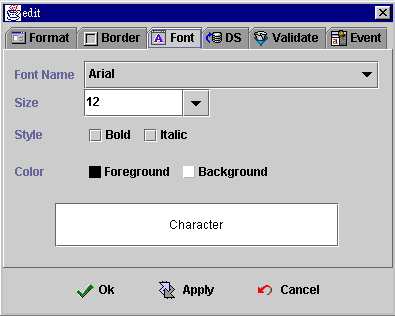 edit
Format Border Font DS Validate Event
Font Name Arial
Size 12
Style Bold Italic
Color Foreground Background
Character
Ok Apply Cancel